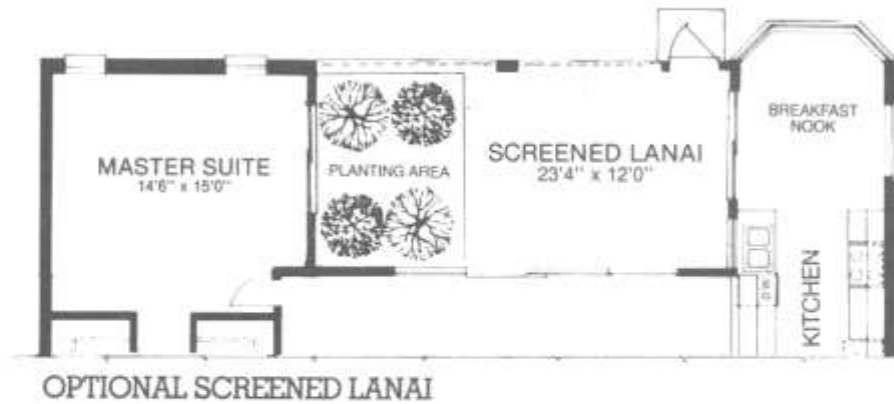 MASTER SUITE
14'6" x 15'0"
PLANTING AREA
SCREENED LANAI
23'4" x 12'0"
BREAKFAST
NOOK
KITCHEN
D.W.
OPTIONAL SCREENED LANAI